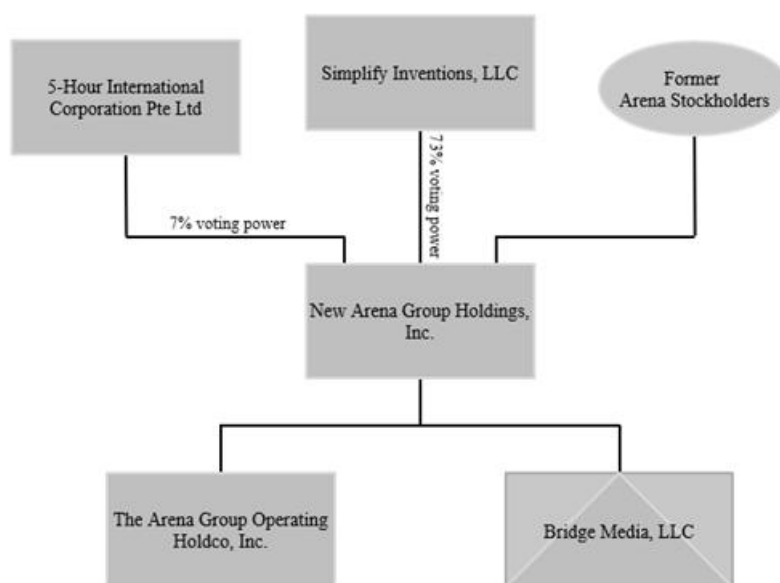 5-Hour International
Corporation Pte Ltd
Simplify Inventions, LLC
Former
Arena Stockholders
7% voting power
73% voting power
New Arena Group Holdings,
Inc.
The Arena Group Operating
Holdco, Inc.
Bridge Media, LLC